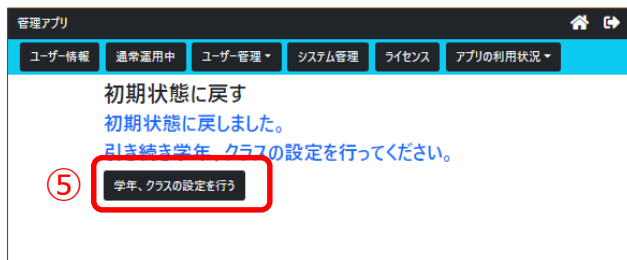 管理アプリ
ユーザー情報 通常運用中 ユーザー管理 システム管理 ライセンス アプリの利用状況
初期状態に戻す
初期状態に戻しました。
引き続き学年、クラスの設定を行ってください。
⑤ 学年、クラスの設定を行う